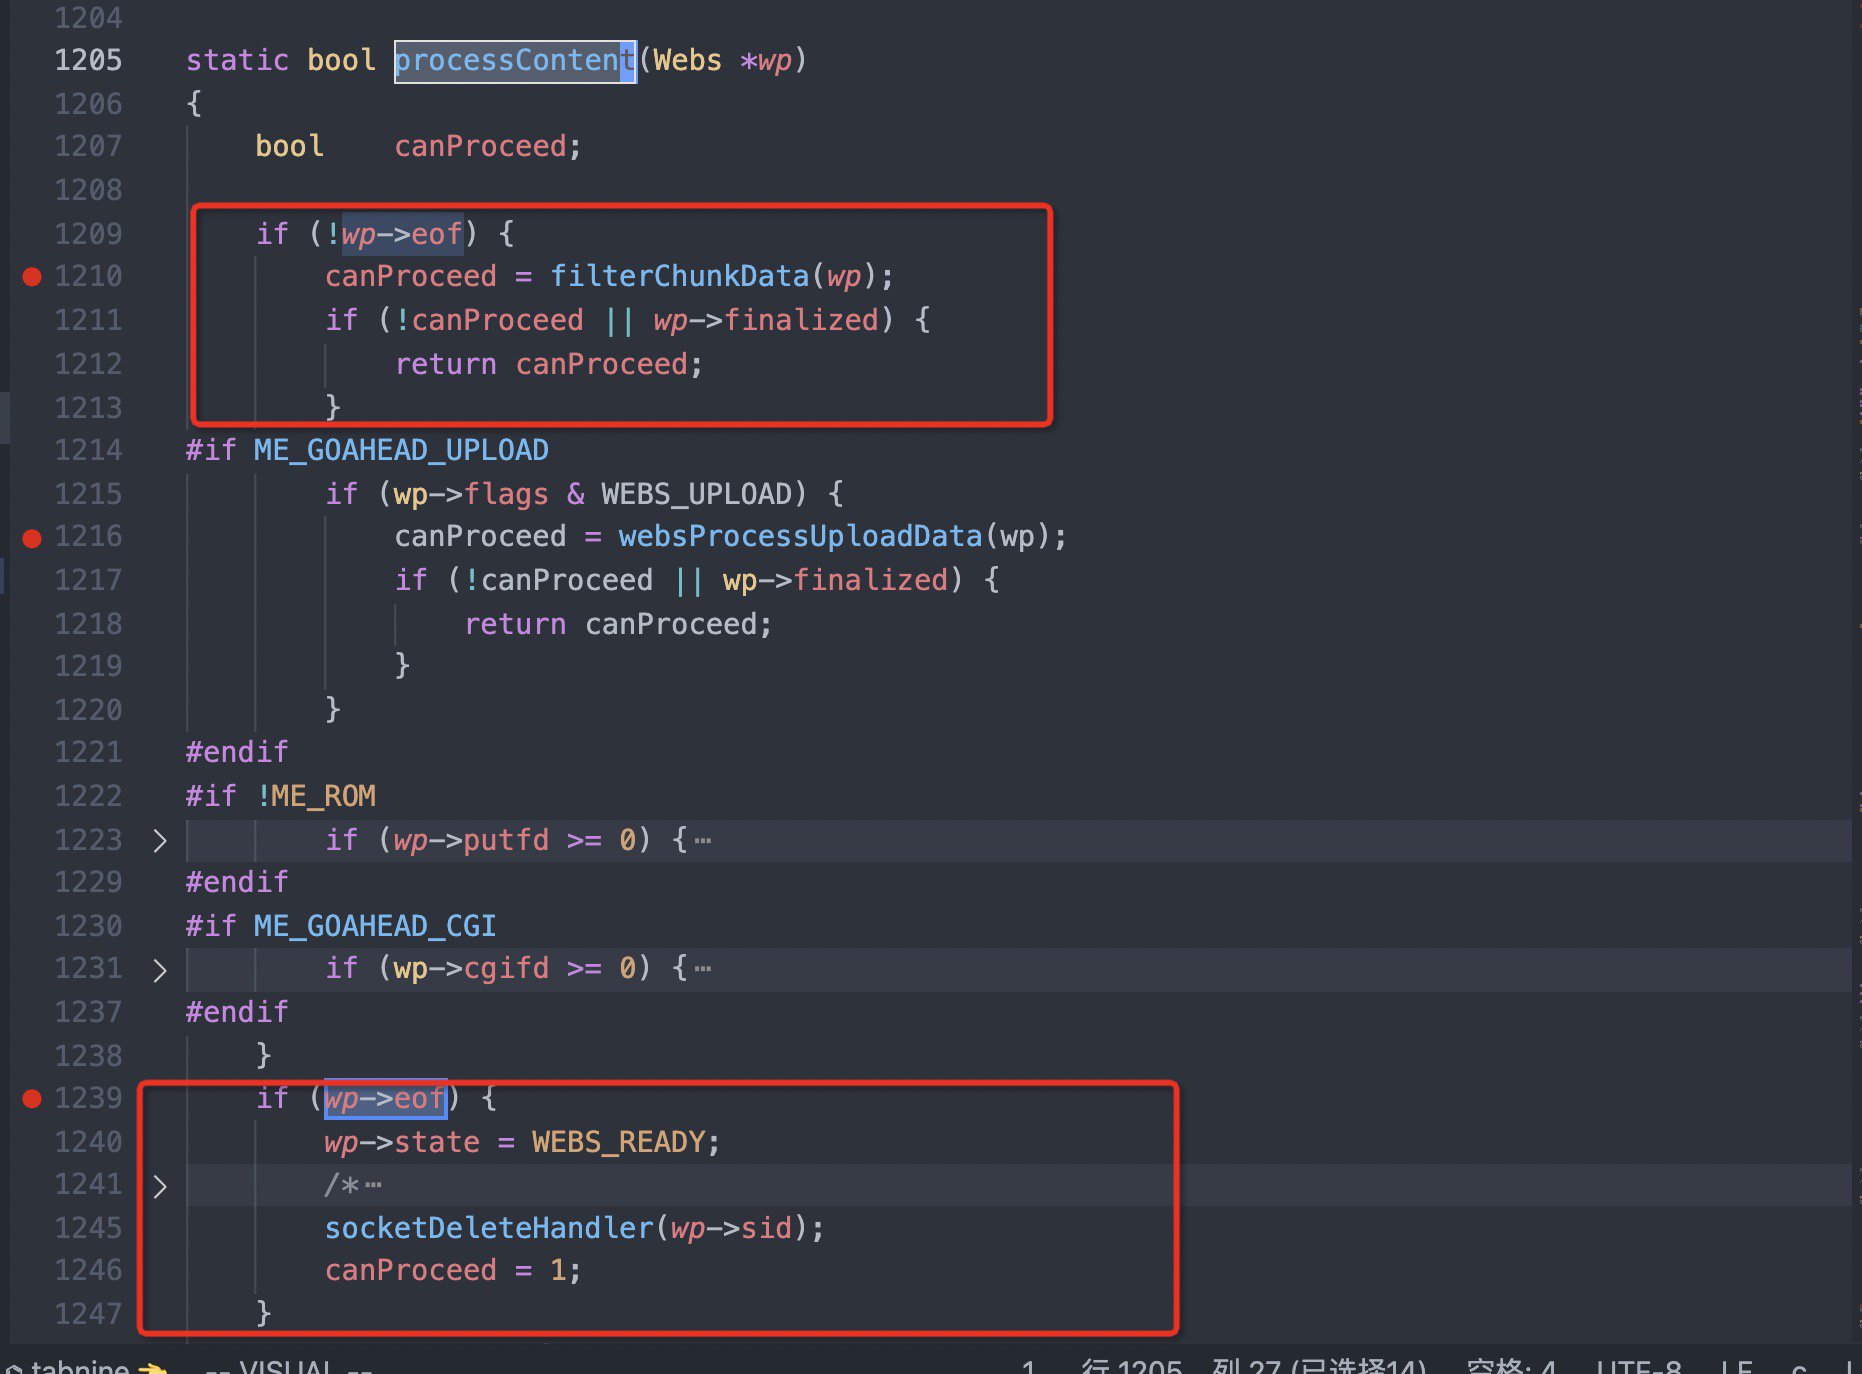 1204
1205 static bool processContent(Webs *wp)
1206 {
1207 bool canProceed;
1208
1209 if (!wp->eof) {
1210 canProceed = filterChunkData(wp);
1211 if (!canProceed || wp->finalized) {
1212 return canProceed;
1213 }
1214 #if ME_GOAHEAD_UPLOAD
1215 if (wp->flags & WEBS_UPLOAD) {
1216 canProceed = websProcessUploadData(wp);
1217 if (!canProceed || wp->finalized) {
1218 return canProceed;
1219 }
1220 }
1221 #endif
1222 #if !ME_ROM
1223 if (wp->putfd >= 0) {⋯
1229 #endif
1230 #if ME_GOAHEAD_CGI
1231 if (wp->cgifd >= 0) {⋯
1237 #endif
1238 }
1239 if (wp->eof) {
1240 wp->state = WEBS_READY;
1241 /*⋯
1245 socketDeleteHandler(wp->sid);
1246 canProceed = 1;
1247 }
tabnine -- VISUAL -- 1 行 1205, 列 27 (已选择14) 空格: 4 UTF-8 LF c